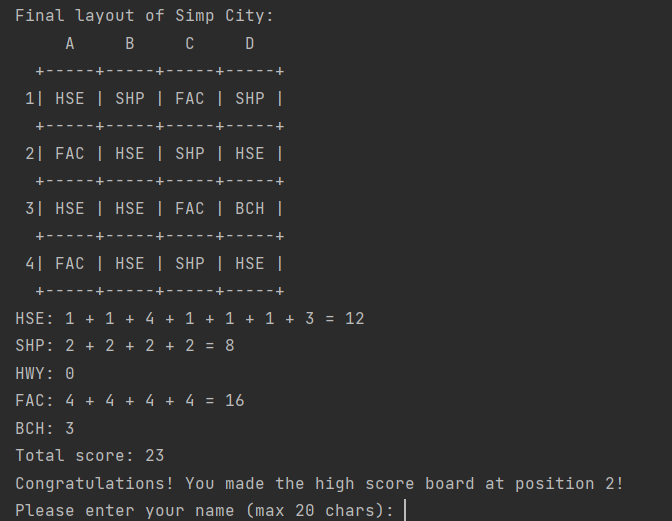 Final layout of Simp City:
     A     B     C     D
  +-----+-----+-----+-----+
 1| HSE | SHP | FAC | SHP |
  +-----+-----+-----+-----+
 2| FAC | HSE | SHP | HSE |
  +-----+-----+-----+-----+
 3| HSE | HSE | FAC | BCH |
  +-----+-----+-----+-----+
 4| FAC | HSE | SHP | HSE |
  +-----+-----+-----+-----+
HSE: 1 + 1 + 4 + 1 + 1 + 1 + 3 = 12
SHP: 2 + 2 + 2 + 2 = 8
HWY: 0
FAC: 4 + 4 + 4 + 4 = 16
BCH: 3
Total score: 23
Congratulations! You made the high score board at position 2!
Please enter your name (max 20 chars):